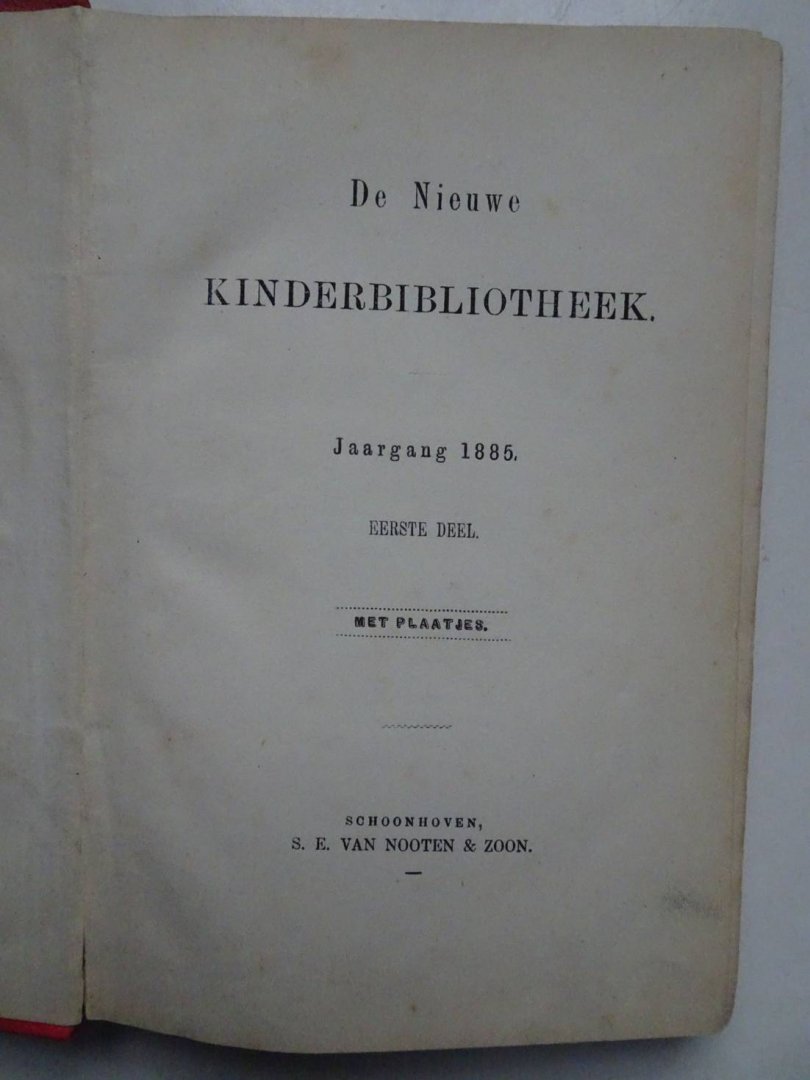 De Nieuwe
KINDERBIBLIOTHEEK.
Jaargang 1885.
EERSTE DEEL.
MET PLAATJES.
SCHOONHOVEN,
S. E. VAN NOOTEN & ZOON.